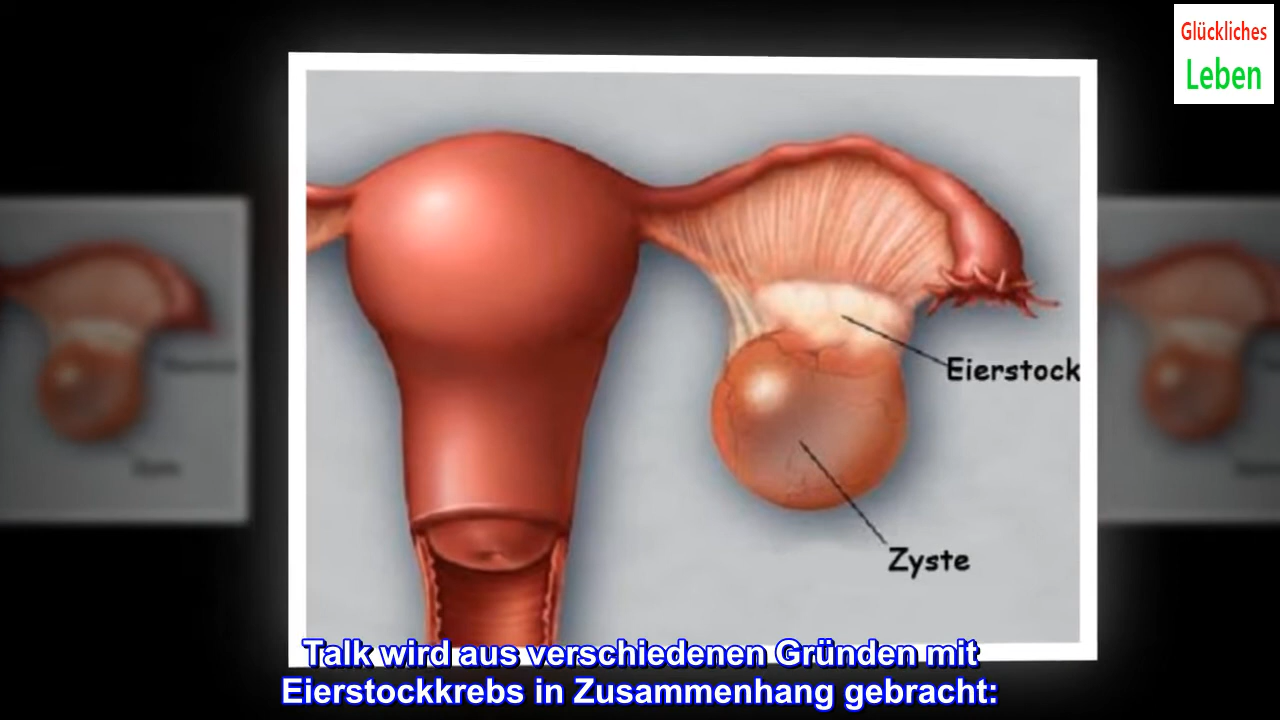 Glückliches
Leben
Eierstock
Zyste
Talk wird aus verschiedenen Gründen mit
Eierstockkrebs in Zusammenhang gebracht: